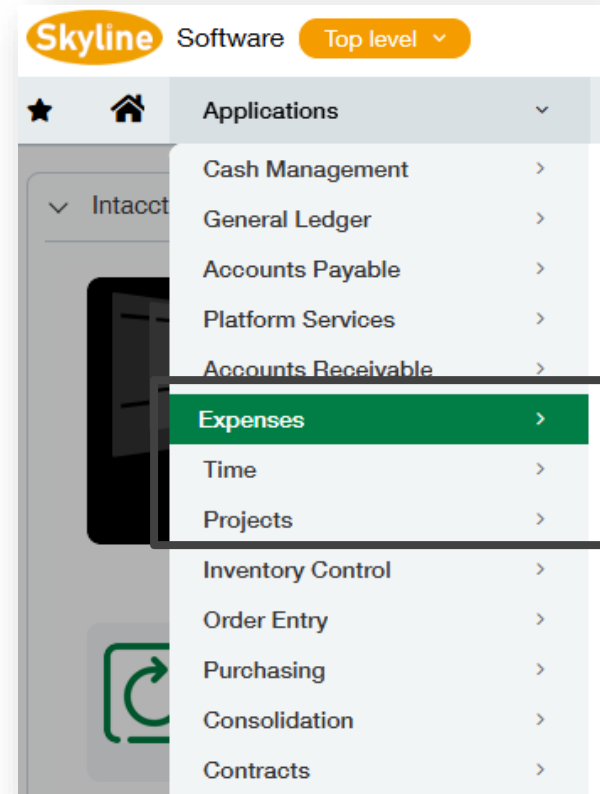 Skyline Software Top level
Applications
Cash Management
Intacct
General Ledger
Accounts Payable
Platform Services
Accounts Receivable
Expenses
Time
Projects
Inventory Control
Order Entry
Purchasing
Consolidation
Contracts